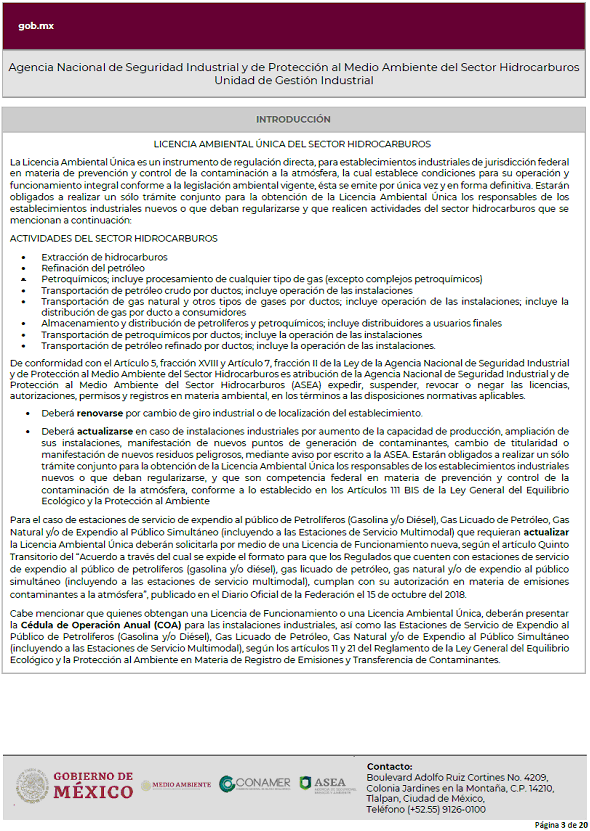 gob.mx
Agencia Nacional de Seguridad Industrial y de Protección al Medio Ambiente del Sector Hidrocarburos
Unidad de Gestión Industrial
INTRODUCCIÓN
LICENCIA AMBIENTAL ÚNICA DEL SECTOR HIDROCARBUROS
La Licencia Ambiental Única es un instrumento de regulación directa, para establecimientos industriales de jurisdicción federal
en materia de prevención y control de la contaminación a la atmósfera, la cual establece condiciones para su operación y
funcionamiento integral conforme a la legislación ambiental vigente, ésta se emite por única vez y en forma definitiva. Estarán
obligados a realizar un sólo trámite conjunto para la obtención de la Licencia Ambiental Única los responsables de los
establecimientos industriales nuevos o que deban regularizarse y que realicen actividades del sector hidrocarburos que se
mencionan a continuación:
ACTIVIDADES DEL SECTOR HIDROCARBUROS
• Extracción de hidrocarburos
• Refinación del petróleo
• Petroquímicos; incluye procesamiento de cualquier tipo de gas (excepto complejos petroquímicos)
• Transportación de petróleo crudo por ductos; incluye operación de las instalaciones
• Transportación de gas natural y otros tipos de gases por ductos; incluye operación de las instalaciones; incluye la
distribución de gas por ducto a consumidores
• Almacenamiento y distribución de petrolíferos y petroquímicos; incluye distribuidores a usuarios finales
• Transportación de petroquímicos por ductos; incluye la operación de las instalaciones
• Transportación de petróleo refinado por ductos; incluye la operación de las instalaciones.
De conformidad con el Artículo 5, fracción XVIII y Artículo 7, fracción II de la Ley de la Agencia Nacional de Seguridad Industrial
y de Protección al Medio Ambiente del Sector Hidrocarburos es atribución de la Agencia Nacional de Seguridad Industrial y de
Protección al Medio Ambiente del Sector Hidrocarburos (ASEA) expedir, suspender, revocar o negar las licencias,
autorizaciones, permisos y registros en materia ambiental, en los términos a las disposiciones normativas aplicables.
• Deberá renovarse por cambio de giro industrial o de localización del establecimiento.
• Deberá actualizarse en caso de instalaciones industriales por aumento de la capacidad de producción, ampliación de
sus instalaciones, manifestación de nuevos puntos de generación de contaminantes, cambio de titularidad o
manifestación de nuevos residuos peligrosos, mediante aviso por escrito a la ASEA. Estarán obligados a realizar un sólo
trámite conjunto para la obtención de la Licencia Ambiental Única los responsables de los establecimientos industriales
nuevos o que deban regularizarse, y que son competencia federal en materia de prevención y control de la
contaminación de la atmósfera, conforme a lo establecido en los Artículos 111 BIS de la Ley General del Equilibrio
Ecológico y la Protección al Ambiente
Para el caso de estaciones de servicio de expendio al público de Petrolíferos (Gasolina y/o Diésel), Gas Licuado de Petróleo, Gas
Natural y/o de Expendio al Público Simultáneo (incluyendo a las Estaciones de Servicio Multimodal) que requieran actualizar
la Licencia Ambiental Única deberán solicitarla por medio de una Licencia de Funcionamiento nueva, según el artículo Quinto
Transitorio del "Acuerdo a través del cual se expide el formato para que los Regulados que cuenten con estaciones de servicio
de expendio al público de petrolíferos (gasolina y/o diésel), gas licuado de petróleo, gas natural y/o de expendio al público
simultáneo (incluyendo a las estaciones de servicio multimodal), cumplan con su autorización en materia de emisiones
contaminantes a la atmósfera", publicado en el Diario Oficial de la Federación el 15 de octubre del 2018.
Cabe mencionar que quienes obtengan una Licencia de Funcionamiento o una Licencia Ambiental Única, deberán presentar
la Cédula de Operación Anual (COA) para las instalaciones industriales, así como las Estaciones de Servicio de Expendio al
Público de Petrolíferos (Gasolina y/o Diésel), Gas Licuado de Petróleo, Gas Natural y/o de Expendio al Público Simultáneo
(incluyendo a las Estaciones de Servicio Multimodal), según los artículos 11 y 21 del Reglamento de la Ley General del Equilibrio
Ecológico y la Protección al Ambiente en Materia de Registro de Emisiones y Transferencia de Contaminantes.
GOBIERNO DE
MÉXICO
MEDIO AMBIENTE
CONAMER
ASEA
Contacto:
Boulevard Adolfo Ruiz Cortines No. 4209,
Colonia Jardines en la Montaña, C.P. 14210,
Tlalpan, Ciudad de México,
Teléfono (+52.55) 9126-0100
Página 3 de 20